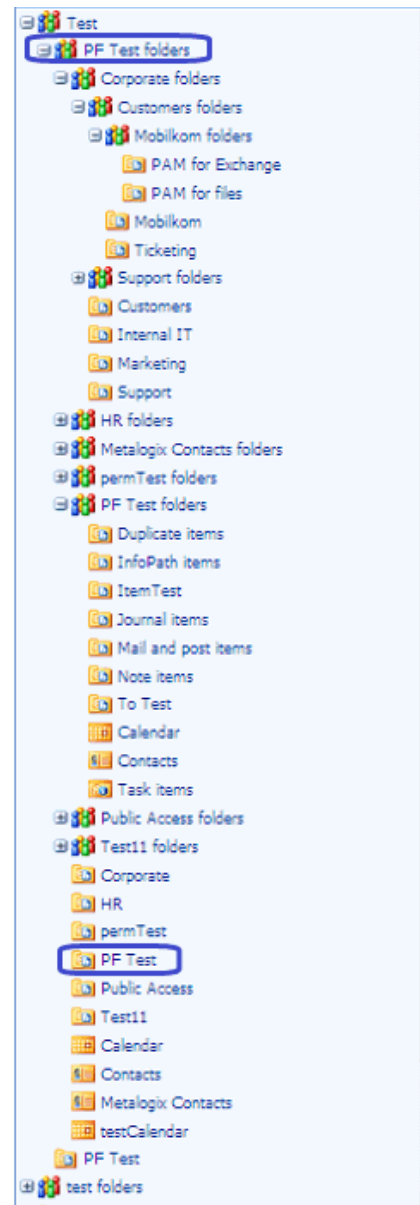 Test
PF Test folders
Corporate folders
Customers folders
Mobilkom folders
PAM for Exchange
PAM for files
Mobilkom
Ticketing
Support folders
Customers
Internal IT
Marketing
Support
HR folders
Metalogix Contacts folders
permTest folders
PF Test folders
Duplicate items
InfoPath items
ItemTest
Journal items
Mail and post items
Note items
To Test
Calendar
Contacts
Task items
Public Access folders
Test11 folders
Corporate
HR
permTest
PF Test
Public Access
Test11
Calendar
Contacts
Metalogix Contacts
testCalendar
PF Test
test folders